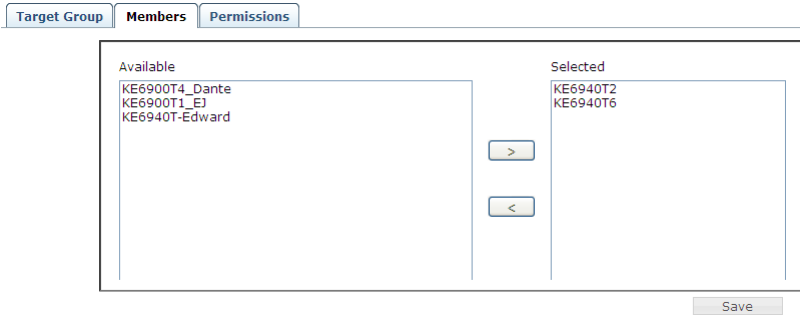 Target Group Members Permissions
Available Selected
KE6900T4_Dante KE6940T2
KE6900T1_EJ KE6940T6
KE6940T-Edward
>
<
Save